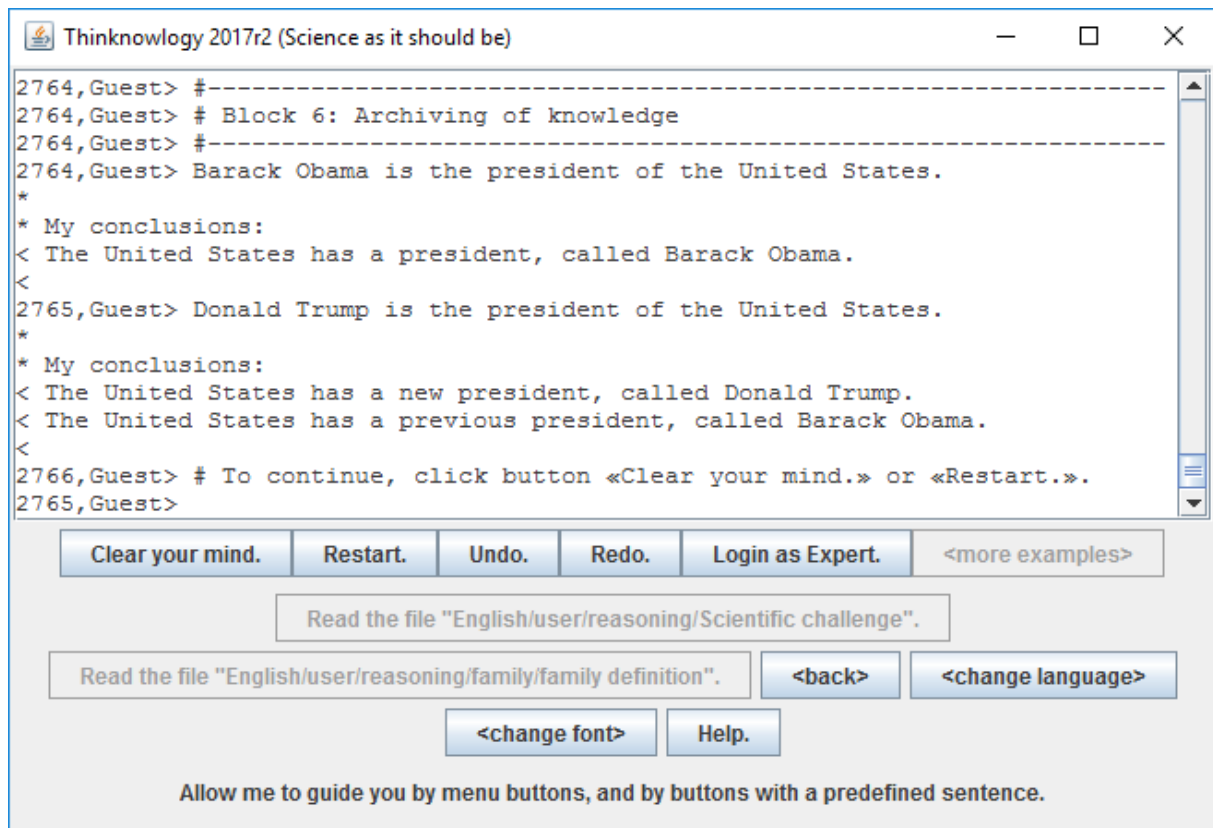 Thinknowlogy 2017r2 (Science as it should be)
2764,Guest> #-----------------------------------------------------------------
2764,Guest> # Block 6: Archiving of knowledge
2764,Guest> #-----------------------------------------------------------------
2764,Guest> Barack Obama is the president of the United States.
*
* My conclusions:
< The United States has a president, called Barack Obama.
<
2765,Guest> Donald Trump is the president of the United States.
*
* My conclusions:
< The United States has a new president, called Donald Trump.
< The United States has a previous president, called Barack Obama.
<
2766,Guest> # To continue, click button «Clear your mind.» or «Restart.».
2765,Guest>
Clear your mind. Restart. Undo. Redo. Login as Expert. <more examples>
Read the file "English/user/reasoning/Scientific challenge".
Read the file "English/user/reasoning/family/family definition". <back> <change language>
<change font> Help.
Allow me to guide you by menu buttons, and by buttons with a predefined sentence.